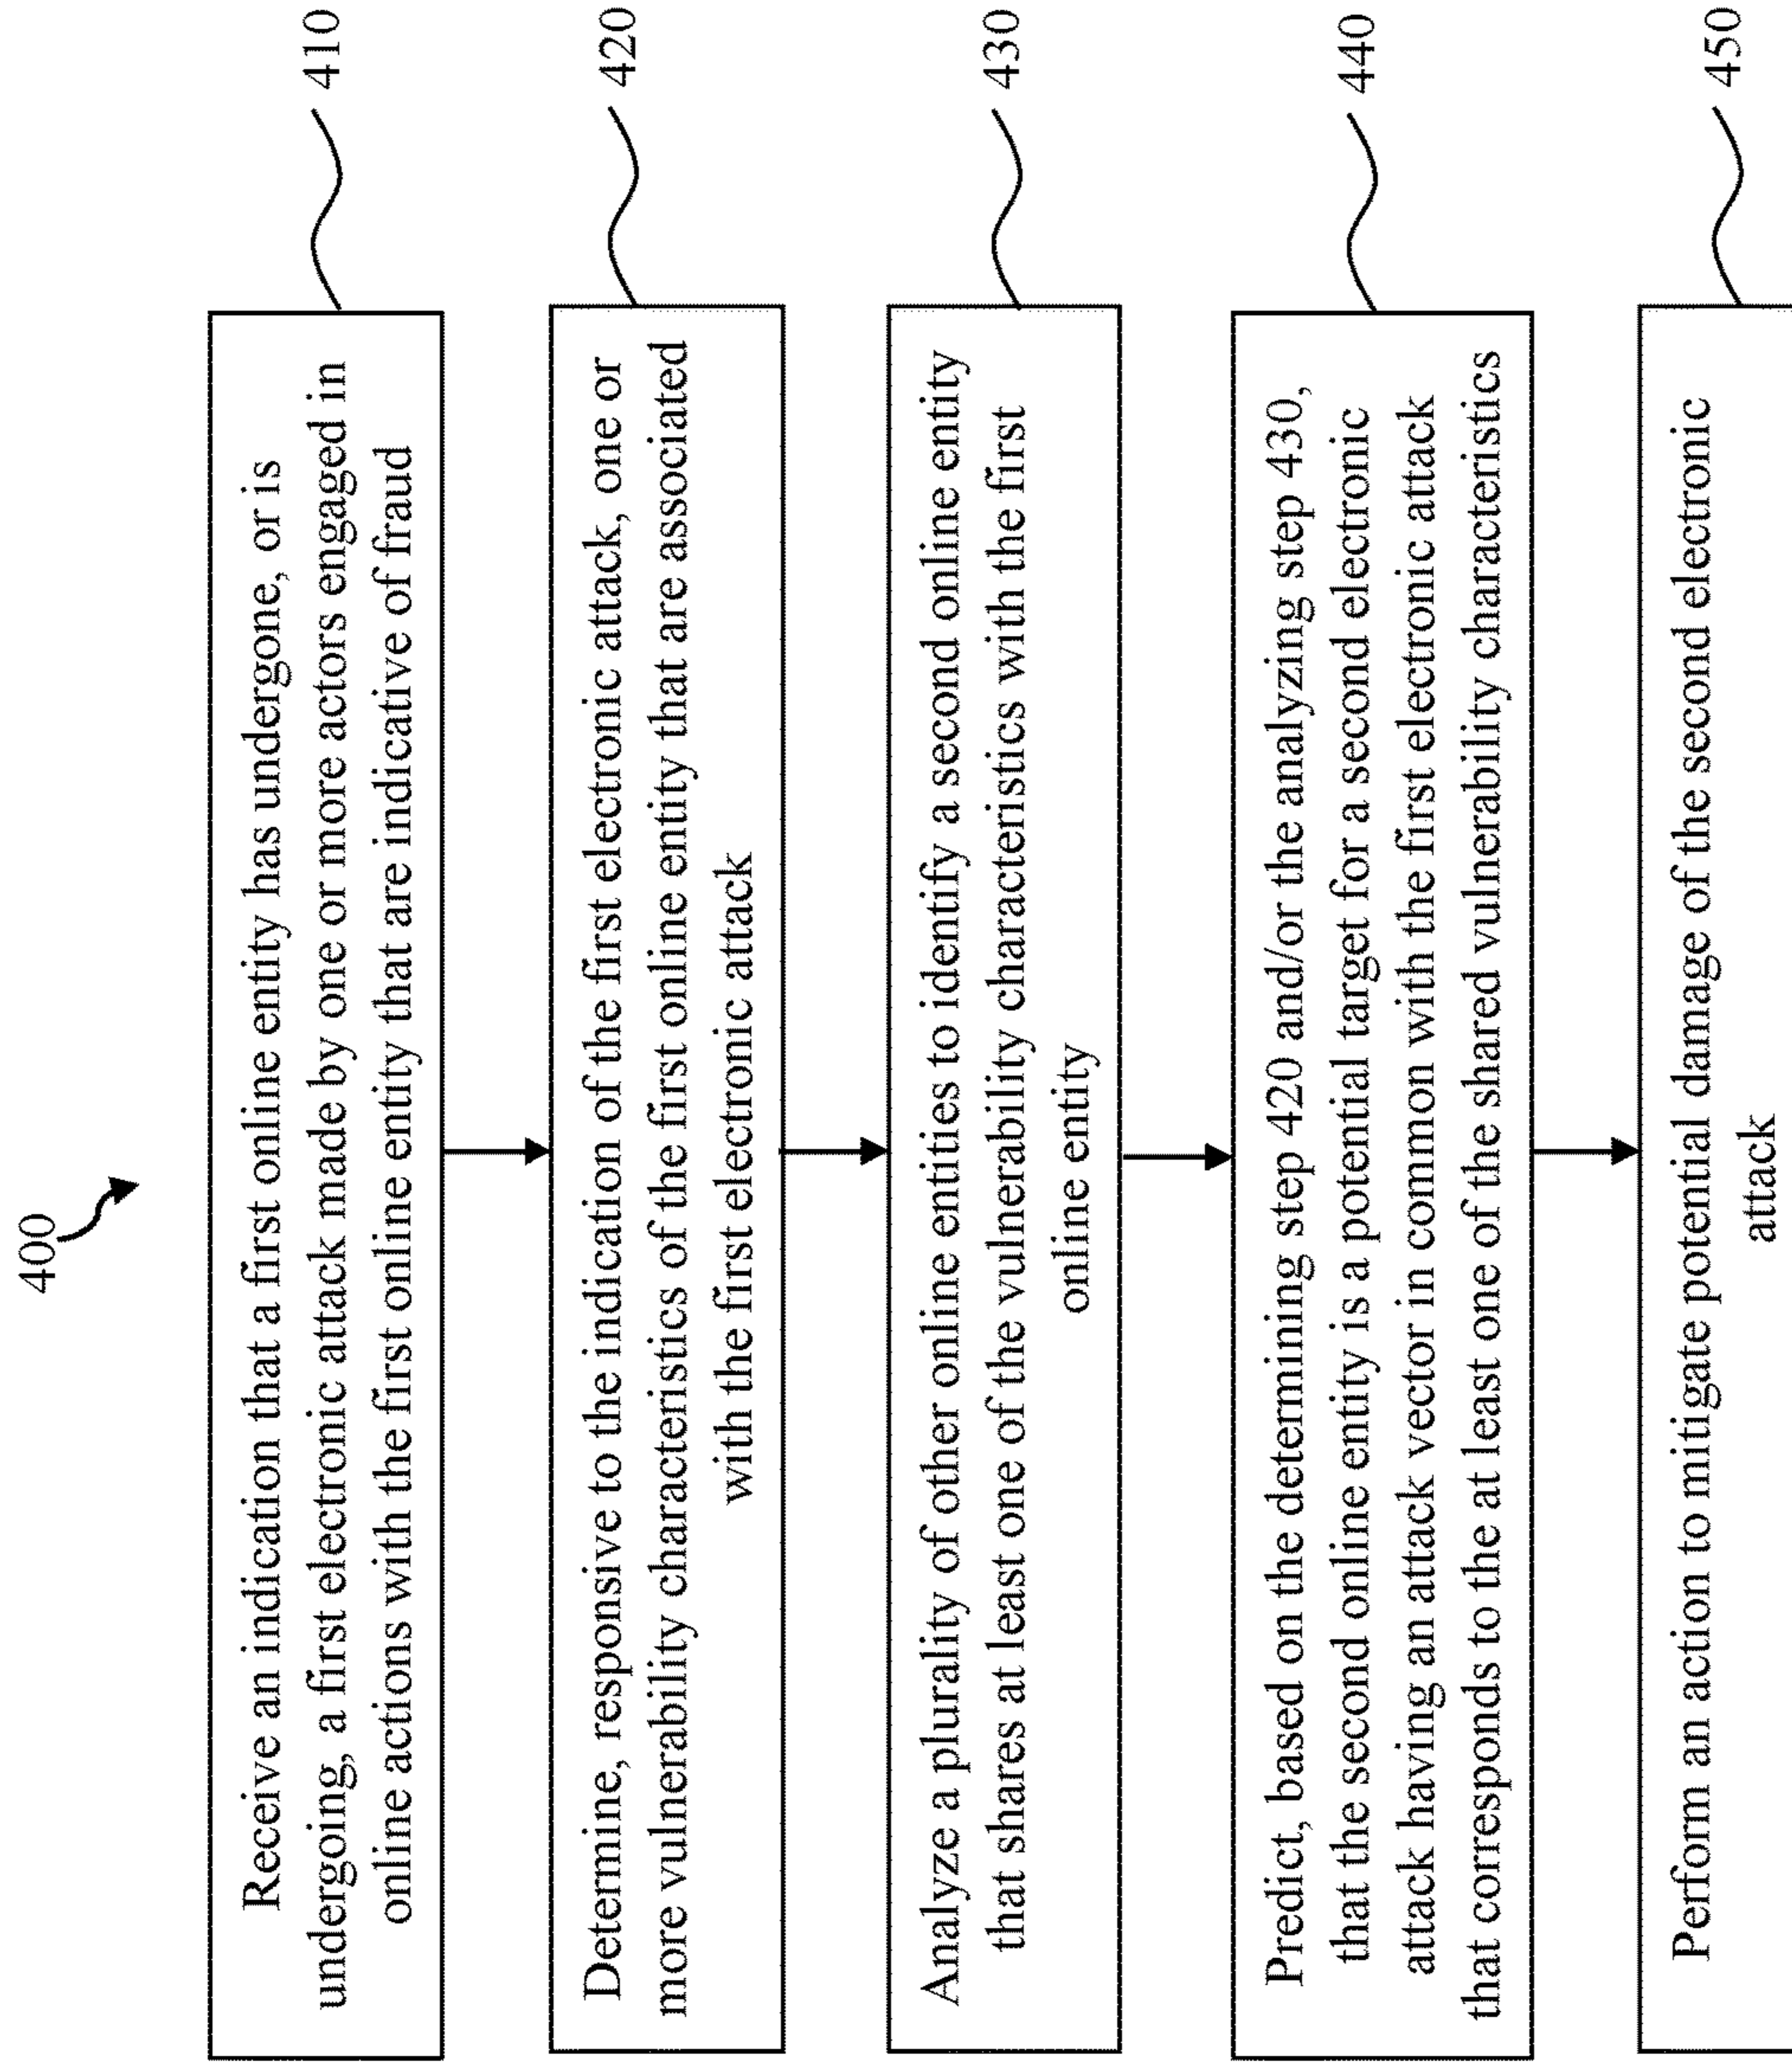 400
Receive an indication that a first online entity has undergone, or is
undergoing, a first electronic attack made by one or more actors engaged in
online actions with the first online entity that are indicative of fraud
410
Determine, responsive to the indication of the first electronic attack, one or
more vulnerability characteristics of the first online entity that are associated
with the first electronic attack
420
Analyze a plurality of other online entities to identify a second online entity
that shares at least one of the vulnerability characteristics with the first
online entity
430
Predict, based on the determining step 420 and/or the analyzing step 430,
that the second online entity is a potential target for a second electronic
attack having an attack vector in common with the first electronic attack
that corresponds to the at least one of the shared vulnerability characteristics
440
Perform an action to mitigate potential damage of the second electronic
attack
450